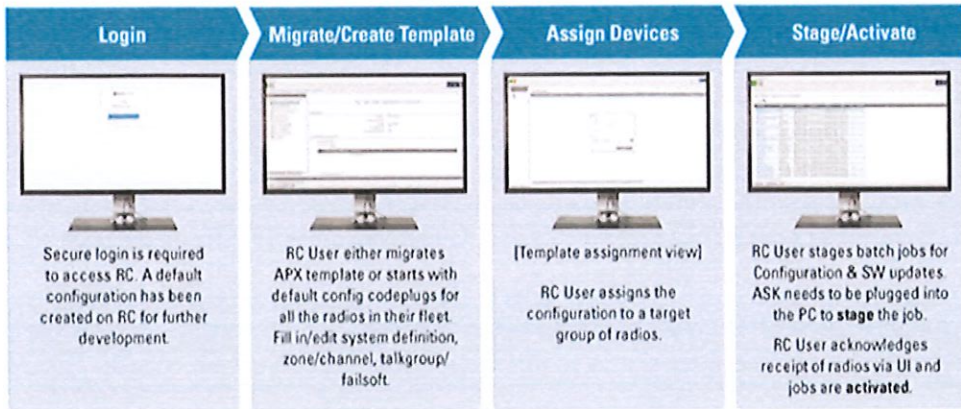 Login
Migrate/Create Template
Assign Devices
Stage/Activate
Secure login is required
to access RC. A default
configuration has been
created on RC for further
development.
RC User either migrates
APX template or starts with
default config codeplugs for
all the radios in their fleet.
Fill in/edit system definition,
zone/channel, talkgroup/
failsoft.
[Template assignment view]
RC User assigns the
configuration to a target
group of radios.
RC User stages batch jobs for
Configuration & SW updates.
ASK needs to be plugged into
the PC to stage the job.
RC User acknowledges
receipt of radios via UI and
jobs are activated.